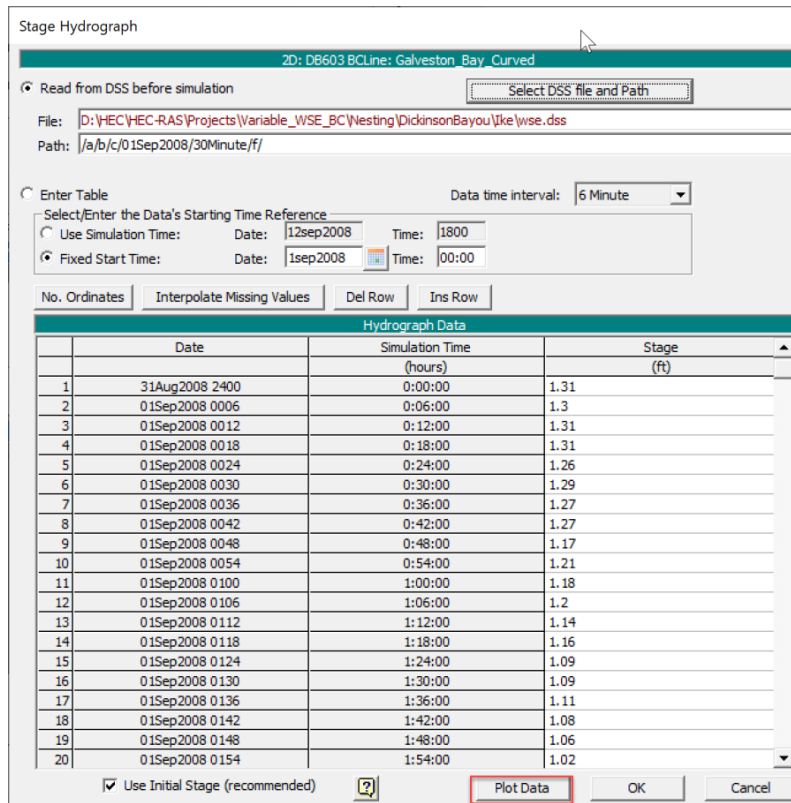 Stage Hydrograph
2D: DB603 BCLine: Galveston_Bay_Curved
Read from DSS before simulation Select DSS file and Path
File: D:\HEC\HEC-RAS\Projects\Variable_WSE_BC\Nesting\DickinsonBayou\Ike\wse.dss
Path: /a/b/c/01Sep2008/30Minute/f/
Enter Table Data time interval: 6 Minute
Select/Enter the Data's Starting Time Reference
Use Simulation Time: Date: 12sep2008 Time: 1800
Fixed Start Time: Date: 1sep2008 Time: 00:00
No. Ordinates Interpolate Missing Values Del Row Ins Row
Hydrograph Data
Date Simulation Time Stage
(hours) (ft)
1 31Aug2008 2400 0:00:00 1.31
2 01Sep2008 0006 0:06:00 1.3
3 01Sep2008 0012 0:12:00 1.31
4 01Sep2008 0018 0:18:00 1.31
5 01Sep2008 0024 0:24:00 1.26
6 01Sep2008 0030 0:30:00 1.29
7 01Sep2008 0036 0:36:00 1.27
8 01Sep2008 0042 0:42:00 1.27
9 01Sep2008 0048 0:48:00 1.17
10 01Sep2008 0054 0:54:00 1.21
11 01Sep2008 0100 1:00:00 1.18
12 01Sep2008 0106 1:06:00 1.2
13 01Sep2008 0112 1:12:00 1.14
14 01Sep2008 0118 1:18:00 1.16
15 01Sep2008 0124 1:24:00 1.09
16 01Sep2008 0130 1:30:00 1.09
17 01Sep2008 0136 1:36:00 1.11
18 01Sep2008 0142 1:42:00 1.08
19 01Sep2008 0148 1:48:00 1.06
20 01Sep2008 0154 1:54:00 1.02
Use Initial Stage (recommended) ? Plot Data OK Cancel